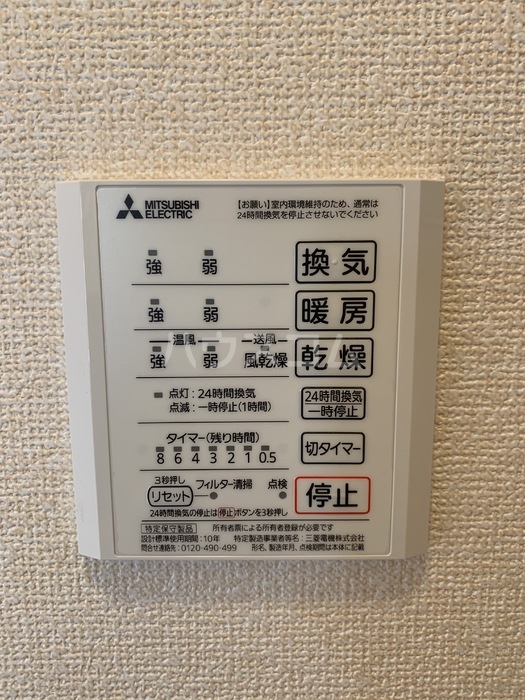 MITSUBISHI
ELECTRIC
【お願い】室内環境維持のため、通常は
24時間換気を停止させないでください
強 弱 換気
強 弱 暖房
温風 送風
強 弱 風乾燥 乾燥
ハウスコム
点灯:24時間換気
点滅:一時停止(1時間)
24時間換気
一時停止
タイマー(残り時間)
8 6 4 3 2 1 0.5
切タイマー
3秒押し
リセット フィルター清掃 点検
停止
24時間換気の停止は停止ボタンを3秒押し
特定保守製品 所有者票による所有者登録が必要です
設計標準使用期間:10年 特定製造事業者等名:三菱電機株式会社
問合せ連絡先:0120-490-499 形名、製造年月、点検期間は本体に記載